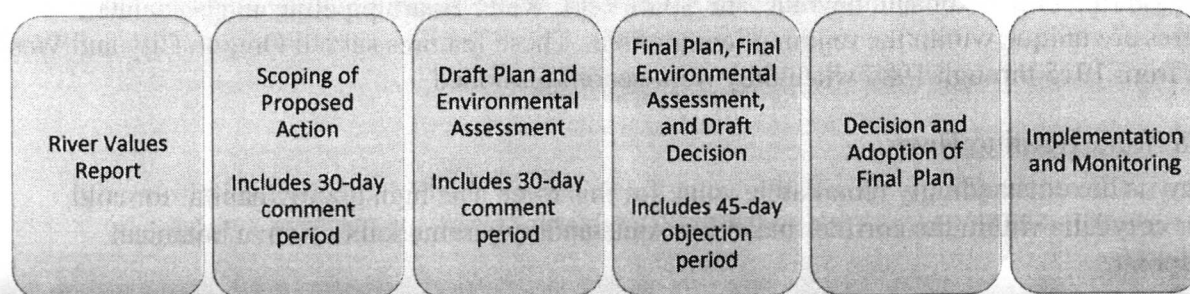 River Values
Report
Scoping of
Proposed
Action
Includes 30-day
comment
period
Draft Plan and
Environmental
Assessment
Includes 30-day
comment
period
Final Plan, Final
Environmental
Assessment,
and Draft
Decision
Includes 45-day
objection
period
Decision and
Adoption of
Final Plan
Implementation
and Monitoring